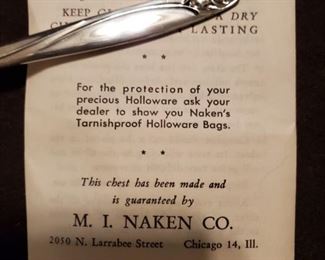 KEEP
DRY
LASTING
* *
For the protection of your
precious Holloware ask your
dealer to show you Naken's
Tarnishproof Holloware Bags.
* *
This chest has been made and
is guaranteed by
M. I. NAKEN CO.
2050 N. Larrabee Street Chicago 14, Ill.